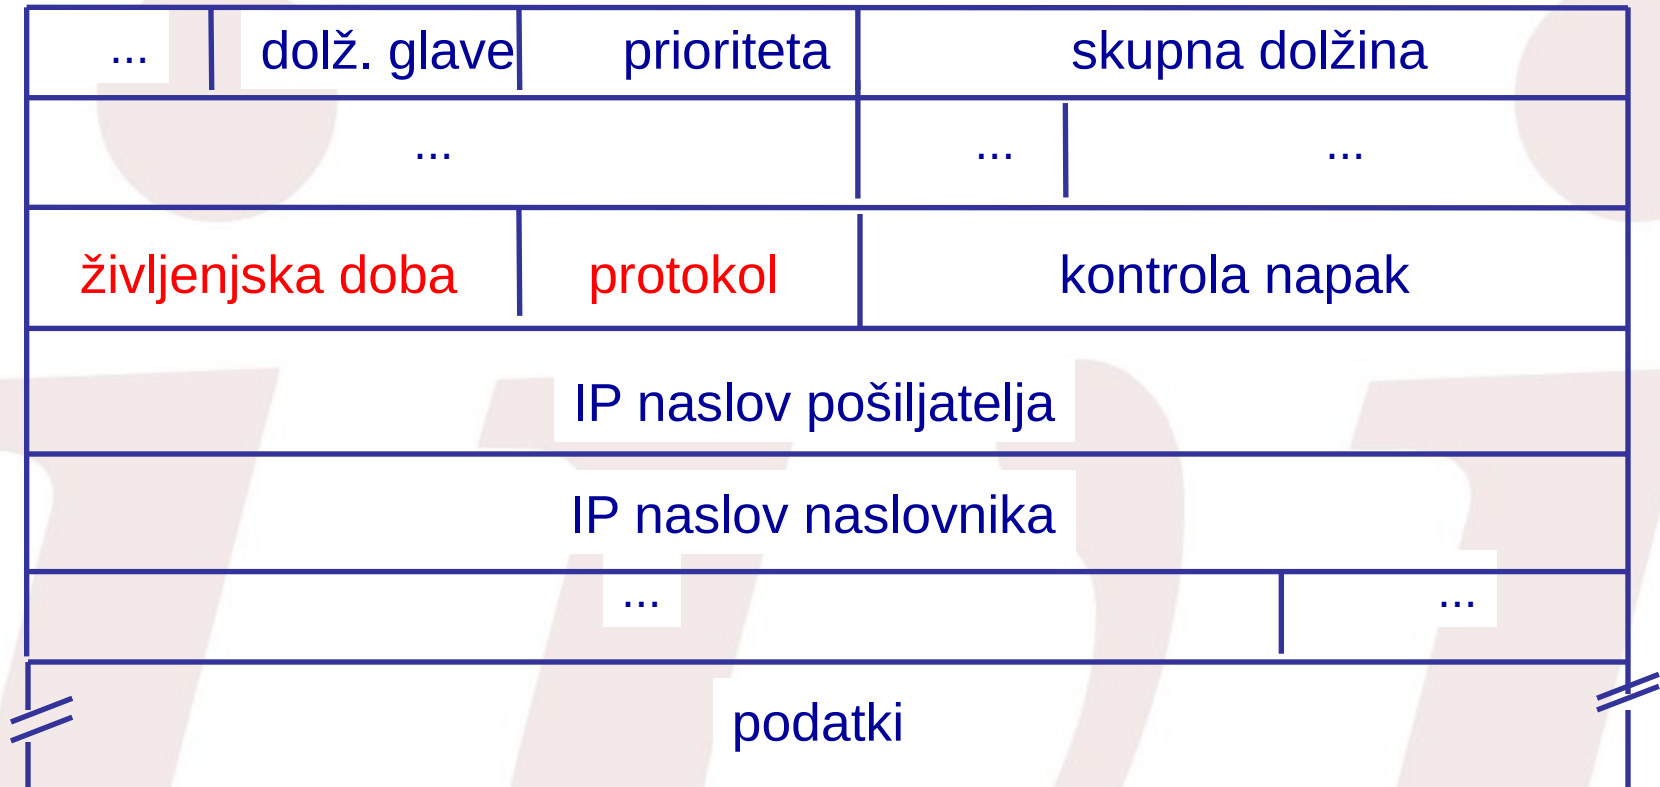 ... dolž. glave prioriteta skupna dolžina
... ... ...
življenjska doba protokol kontrola napak
IP naslov pošiljatelja
IP naslov naslovnika
... ...
podatki